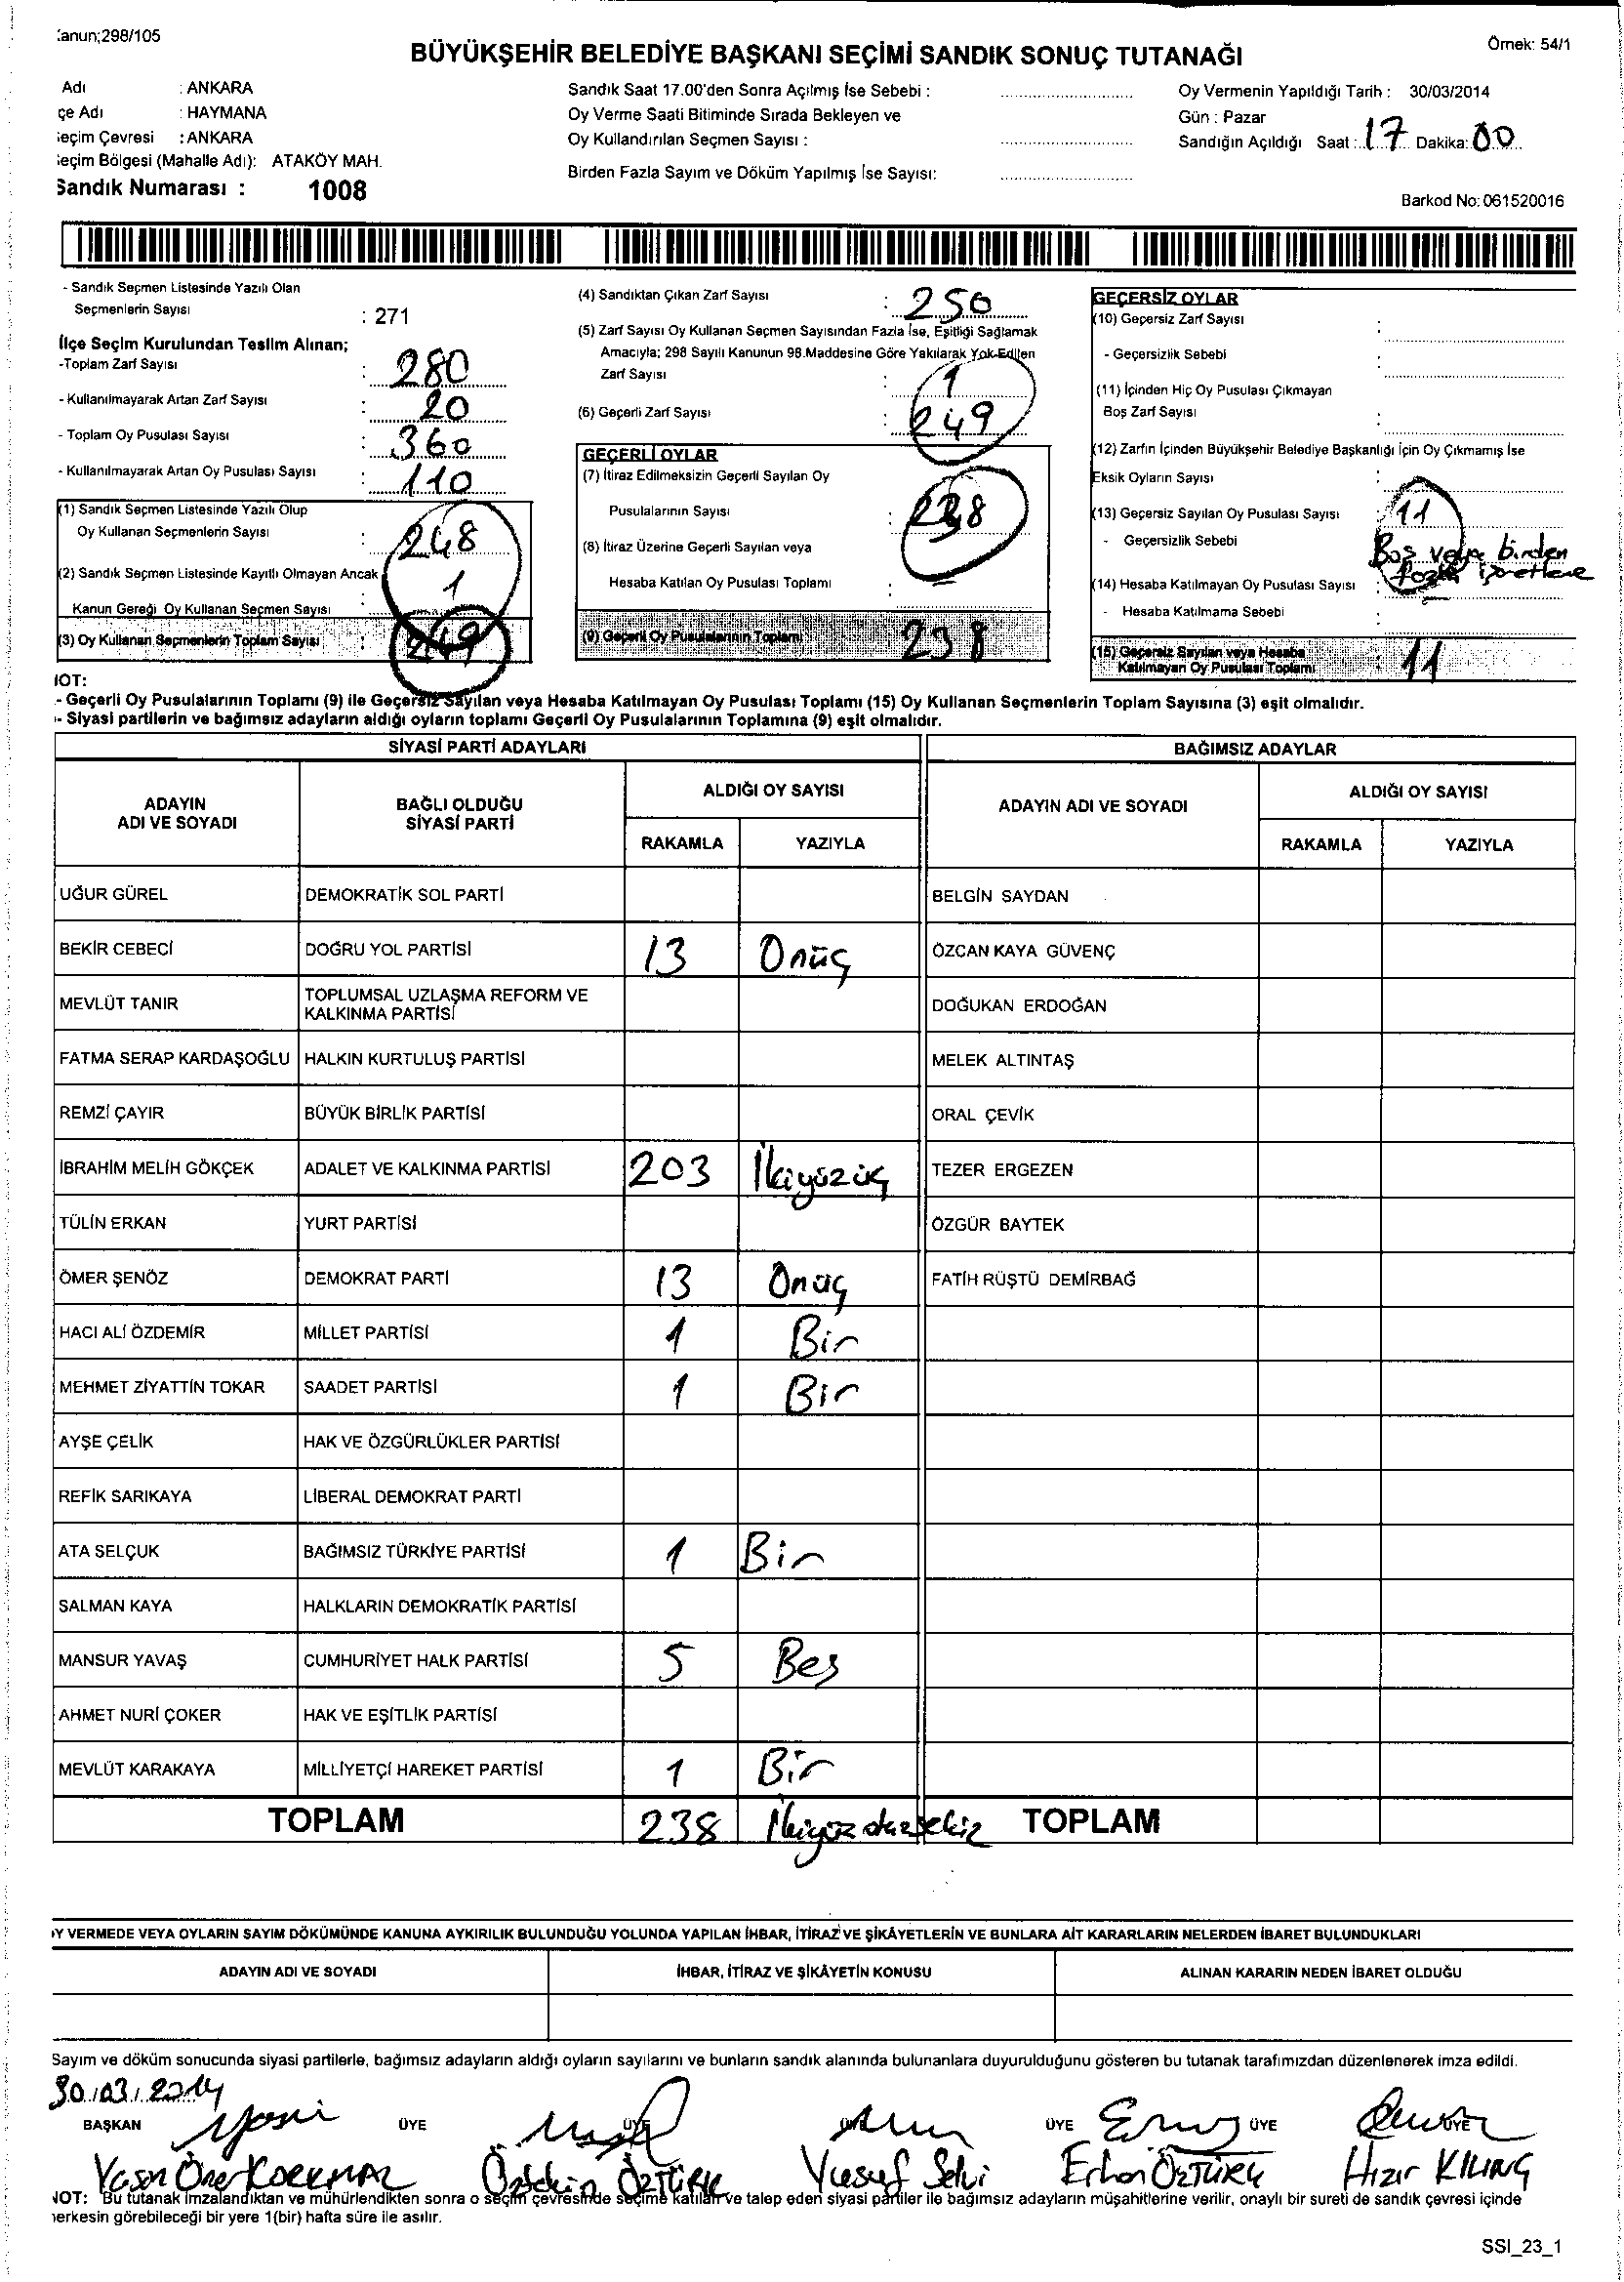 Kanun;298/105
Örnek: 54/1
BÜYÜKŞEHİR BELEDİYE BAŞKANI SEÇİMİ SANDIK SONUÇ TUTANAĞI
Adı : ANKARA
çe Adı : HAYMANA
eçim Çevresi : ANKARA
eçim Bölgesi (Mahalle Adı): ATAKÖY MAH.
Sandık Numarası : 1008
Sandık Saat 17.00'den Sonra Açılmış İse Sebebi :
Oy Verme Saati Bitiminde Sırada Bekleyen ve
Oy Kullandırılan Seçmen Sayısı :
Birden Fazla Sayım ve Döküm Yapılmış İse Sayısı:
Oy Vermenin Yapıldığı Tarih : 30/03/2014
Gün : Pazar
Sandığın Açıldığı Saat : 17 Dakika: 00
Barkod No: 061520016
- Sandık Seçmen Listesinde Yazılı Olan
Seçmenlerin Sayısı : 271
İlçe Seçim Kurulundan Teslim Alınan;
-Toplam Zarf Sayısı : 280
- Kullanılmayarak Artan Zarf Sayısı : 20
- Toplam Oy Pusulası Sayısı : 360
- Kullanılmayarak Artan Oy Pusulası Sayısı : 110
(1) Sandık Seçmen Listesinde Yazılı Olup
Oy Kullanan Seçmenlerin Sayısı : 248
(2) Sandık Seçmen Listesinde Kayıtlı Olmayan Ancak
Kanun Gereği Oy Kullanan Seçmen Sayısı : 1
(3) Oy Kullanan Seçmenlerin Toplam Sayısı : 249
(4) Sandıktan Çıkan Zarf Sayısı : 250
(5) Zarf Sayısı Oy Kullanan Seçmen Sayısından Fazla İse, Eşitliği Sağlamak
Amacıyla; 298 Sayılı Kanunun 98.Maddesine Göre Yakılarak Yok Edilen
Zarf Sayısı : 1
(6) Geçerli Zarf Sayısı : 249
GEÇERLİ OYLAR
(7) İtiraz Edilmeksizin Geçerli Sayılan Oy
Pusulalarının Sayısı : 238
(8) İtiraz Üzerine Geçerli Sayılan veya
Hesaba Katılan Oy Pusulası Toplamı :
(9) Geçerli Oy Pusulalarının Toplamı : 238
GEÇERSİZ OYLAR
(10) Geçersiz Zarf Sayısı :
- Geçersizlik Sebebi
(11) İçinden Hiç Oy Pusulası Çıkmayan
Boş Zarf Sayısı :
(12) Zarfın İçinden Büyükşehir Belediye Başkanlığı İçin Oy Çıkmamış İse
Eksik Oyların Sayısı :
(13) Geçersiz Sayılan Oy Pusulası Sayısı : 11
- Geçersizlik Sebebi Boş veya birden
fazla işaretleme
(14) Hesaba Katılmayan Oy Pusulası Sayısı :
- Hesaba Katılmama Sebebi :
(15) Geçersiz Sayılan veya Hesaba
Katılmayan Oy Pusulası Toplamı : 11
NOT:
- Geçerli Oy Pusulalarının Toplamı (9) ile Geçersiz Sayılan veya Hesaba Katılmayan Oy Pusulası Toplamı (15) Oy Kullanan Seçmenlerin Toplam Sayısına (3) eşit olmalıdır.
- Siyasi partilerin ve bağımsız adayların aldığı oyların toplamı Geçerli Oy Pusulalarının Toplamına (9) eşit olmalıdır.
SİYASİ PARTİ ADAYLARI BAĞIMSIZ ADAYLAR
ADAYIN
ADI VE SOYADI
BAĞLI OLDUĞU
SİYASİ PARTİ
ALDIĞI OY SAYISI
RAKAMLA YAZIYLA
ADAYIN ADI VE SOYADI
ALDIĞI OY SAYISI
RAKAMLA YAZIYLA
UĞUR GÜREL DEMOKRATİK SOL PARTİ BELGİN SAYDAN
BEKİR CEBECİ DOĞRU YOL PARTİSİ 13 Onüç ÖZCAN KAYA GÜVENÇ
MEVLÜT TANIR TOPLUMSAL UZLAŞMA REFORM VE
KALKINMA PARTİSİ DOĞUKAN ERDOĞAN
FATMA SERAP KARDAŞOĞLU HALKIN KURTULUŞ PARTİSİ MELEK ALTINTAŞ
REMZİ ÇAYIR BÜYÜK BİRLİK PARTİSİ ORAL ÇEVİK
İBRAHİM MELİH GÖKÇEK ADALET VE KALKINMA PARTİSİ 203 İkiyüzüç TEZER ERGEZEN
TÜLİN ERKAN YURT PARTİSİ ÖZGÜR BAYTEK
ÖMER ŞENÖZ DEMOKRAT PARTİ 13 Onüç FATİH RÜŞTÜ DEMİRBAĞ
HACI ALİ ÖZDEMİR MİLLET PARTİSİ 1 Bir
MEHMET ZİYATTİN TOKAR SAADET PARTİSİ 1 Bir
AYŞE ÇELİK HAK VE ÖZGÜRLÜKLER PARTİSİ
REFİK SARIKAYA LİBERAL DEMOKRAT PARTİ
ATA SELÇUK BAĞIMSIZ TÜRKİYE PARTİSİ 1 Bir
SALMAN KAYA HALKLARIN DEMOKRATİK PARTİSİ
MANSUR YAVAŞ CUMHURİYET HALK PARTİSİ 5 Beş
AHMET NURİ ÇOKER HAK VE EŞİTLİK PARTİSİ
MEVLÜT KARAKAYA MİLLİYETÇİ HAREKET PARTİSİ 1 Bir
TOPLAM 238 İkiyüzotuzsekiz TOPLAM
OY VERMEDE VEYA OYLARIN SAYIM DÖKÜMÜNDE KANUNA AYKIRILIK BULUNDUĞU YOLUNDA YAPILAN İHBAR, İTİRAZ VE ŞİKÂYETLERİN VE BUNLARA AİT KARARLARIN NELERDEN İBARET BULUNDUKLARI
ADAYIN ADI VE SOYADI İHBAR, İTİRAZ VE ŞİKÂYETİN KONUSU ALINAN KARARIN NEDEN İBARET OLDUĞU
Sayım ve döküm sonucunda siyasi partilerle, bağımsız adayların aldığı oyların sayılarını ve bunların sandık alanında bulunanlara duyurulduğunu gösteren bu tutanak tarafımızdan düzenlenerek imza edildi.
30/03/2014
BAŞKAN ÜYE ÜYE ÜYE ÜYE ÜYE ÜYE
Yasin Öner KORKMAZ Özbekin ÖZTÜRK Yusuf Selvi Erhan ÖZTÜRK Hızır KILINÇ
NOT: Bu tutanak imzalandıktan ve mühürlendikten sonra o seçim çevresinde seçime katılan ve talep eden siyasi partiler ile bağımsız adayların müşahitlerine verilir, onaylı bir sureti de sandık çevresi içinde
herkesin görebileceği bir yere 1(bir) hafta süre ile asılır.
SSI_23_1